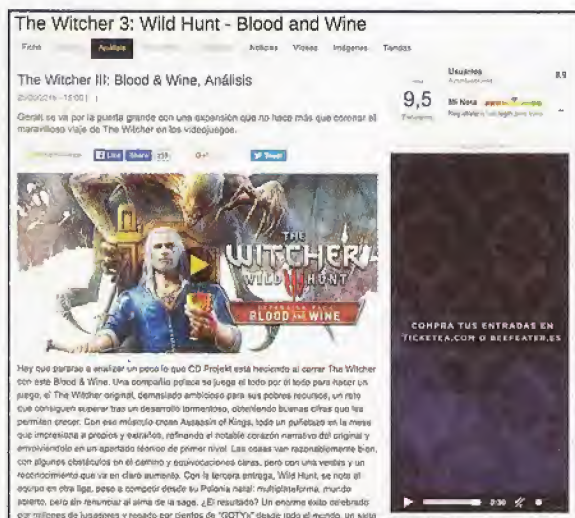 The Witcher 3: Wild Hunt - Blood and Wine
Ficha
Análisis
Noticias Vídeos Imágenes Tiendas
The Witcher III: Blood & Wine, Análisis
Geralt se va por la puerta grande con una expansión que no hace más que coronar el
maravilloso viaje de The Witcher en los videojuegos.
Like Share
G+
Tweet
THE
WITCHER
WILD HUNT
EXPANSION PACK
BLOOD AND WINE
Hay que pararse a analizar un poco lo que CD Projekt está haciendo al cerrar The Witcher
con este Blood & Wine. Una compañía polaca se juega el todo por el todo para hacer un
juego, el The Witcher original, demasiado ambicioso para sus pobres recursos, un reto
que consiguen superar tras un desarrollo tormentoso, obteniendo buenas cifras que les
permiten crecer. Con ese músculo crean Assassin of Kings, todo un puñetazo en la mesa
que impresiona a propios y extraños, refinando el notable corazón narrativo del original y
envolviéndolo en un apartado técnico de primer nivel. Las cosas van razonablemente bien,
con algunos obstáculos en el camino y equivocaciones claras, pero con una ventas y un
reconocimiento que va en claro aumento. Con la tercera entrega, Wild Hunt, se nota al
equipo en otra liga, pese a competir desde su Polonia natal: multiplataforma, mundo
abierto, pero sin renunciar al alma de la saga. ¿El resultado? Un enorme éxito celebrado
por millones de jugadores y regado por cientos de "GOTYs" desde todo el mundo, un salto
9,5
Usuarios
8,9
Mi Nota
COMPRA TUS ENTRADAS EN
TICKETEA.COM O BEEFEATER.ES